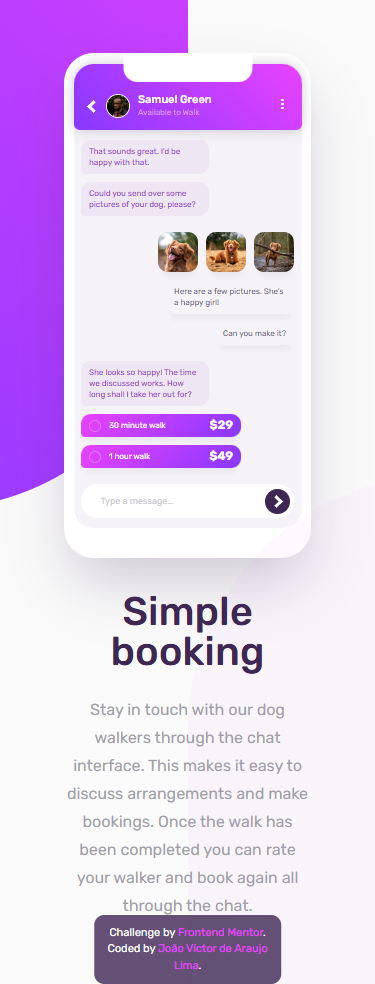 Samuel Green
Available to Walk
That sounds great. I'd be
happy with that.
Could you send over some
pictures of your dog, please?
Here are a few pictures. She's
a happy girl!
Can you make it?
She looks so happy! The time
we discussed works. How
long shall I take her out for?
30 minute walk $29
1 hour walk $49
Type a message...
Simple
booking
Stay in touch with our dog
walkers through the chat
interface. This makes it easy to
discuss arrangements and make
bookings. Once the walk has
been completed you can rate
your walker and book again all
through the chat.
Challenge by Frontend Mentor.
Coded by João Víctor de Araujo
Lima.